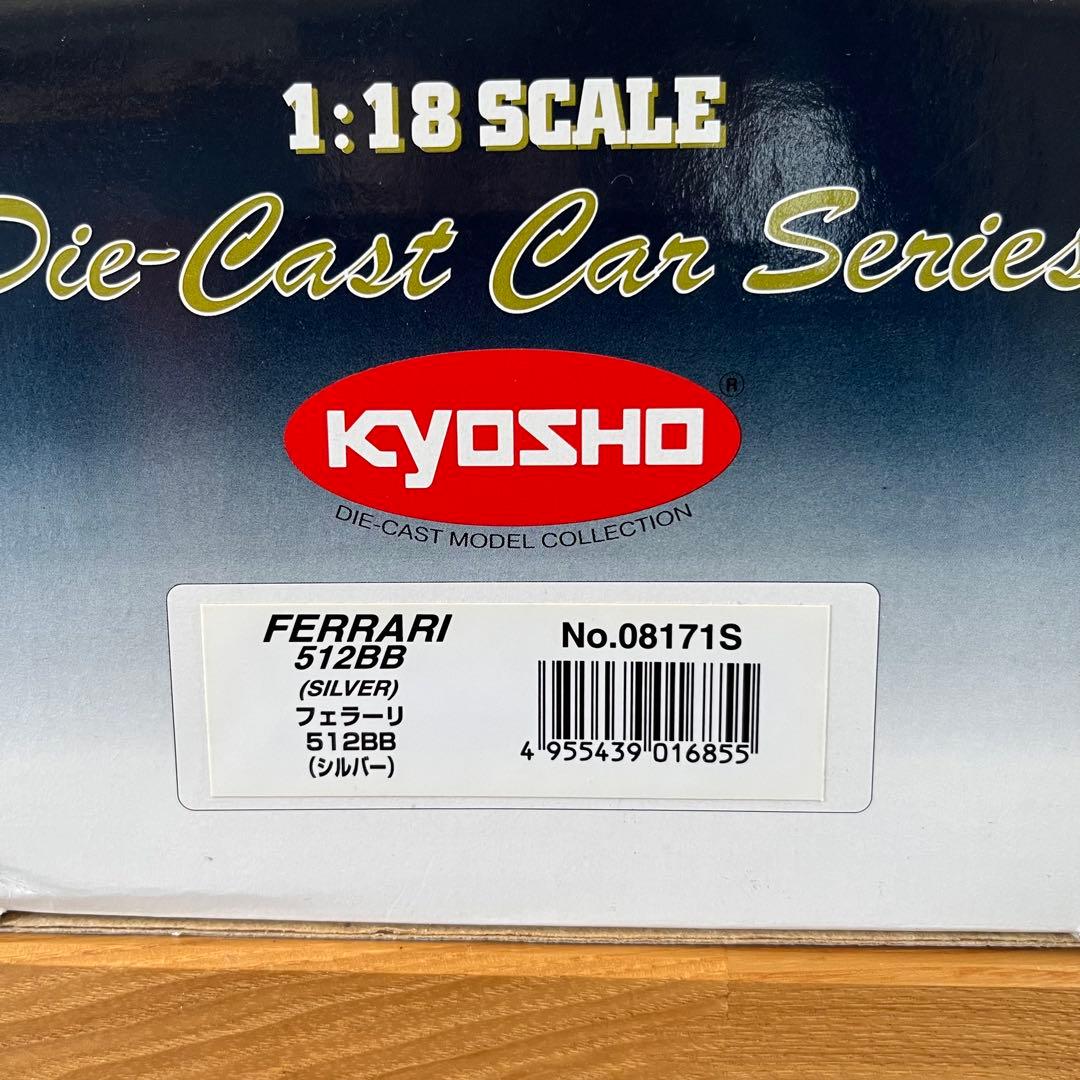 1:18 SCALE
Die-Cast Car Series
KYOSHO ®
DIE-CAST MODEL COLLECTION
FERRARI
512BB
(SILVER)
フェラーリ
512BB
(シルバー)
No.08171S
4 955439 016855